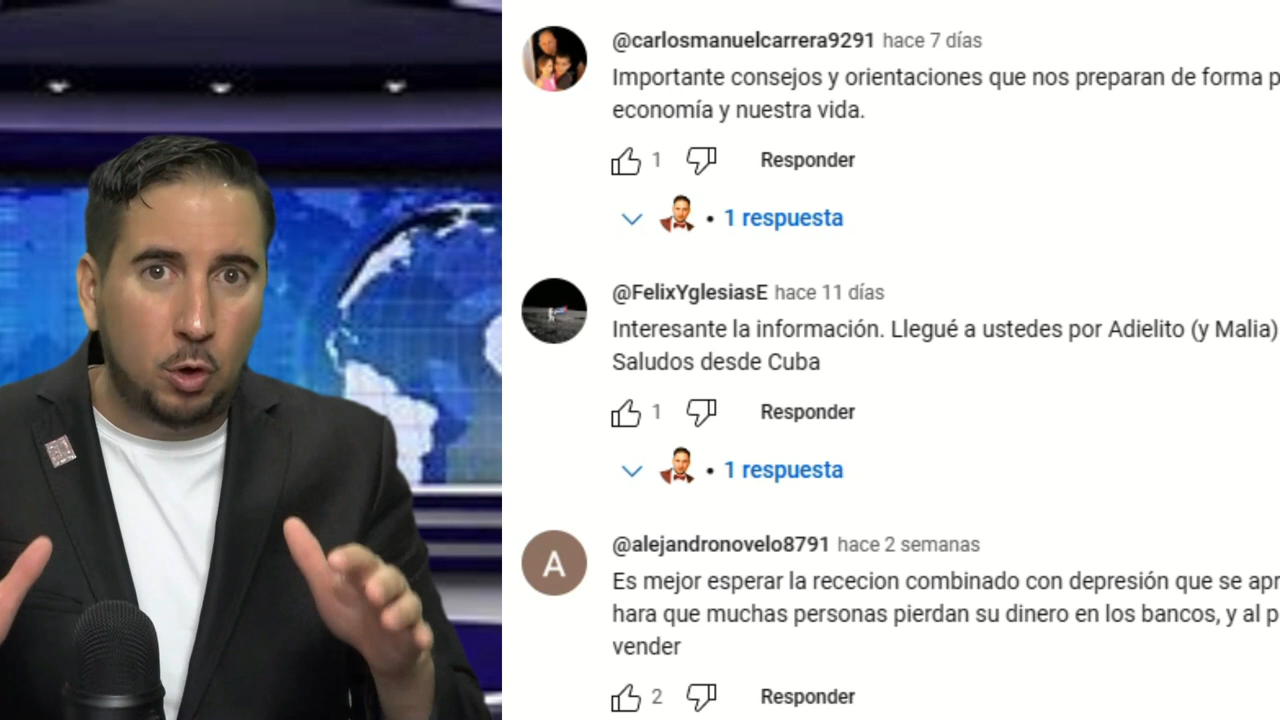 @carlosmanuelcarrera9291 hace 7 días
Importante consejos y orientaciones que nos preparan de forma
economía y nuestra vida.
1 Responder
• 1 respuesta
@FelixYglesiasE hace 11 días
Interesante la información. Llegué a ustedes por Adielito (y Malia)
Saludos desde Cuba
1 Responder
• 1 respuesta
A
@alejandronovelo8791 hace 2 semanas
Es mejor esperar la rececion combinado con depresión que se
hara que muchas personas pierdan su dinero en los bancos, y al
vender
2 Responder